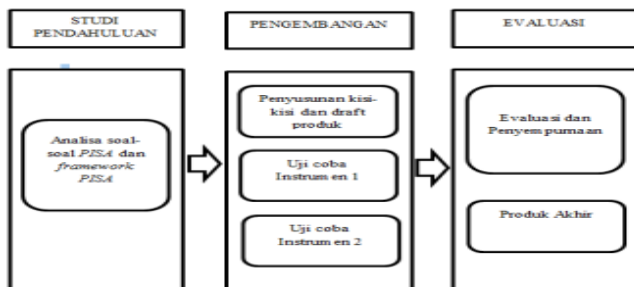 STUDI
PENDAHULUAN
PENGEMBANGAN
EVALUASI
Analisa soal-
soal PISA dan
framework
PISA
Penyusunan kisi-
kisi dan draft
produk
Uji coba
Instrumen 1
Uji coba
Instrumen 2
Evaluasi dan
Penyempurnaan
Produk Akhir